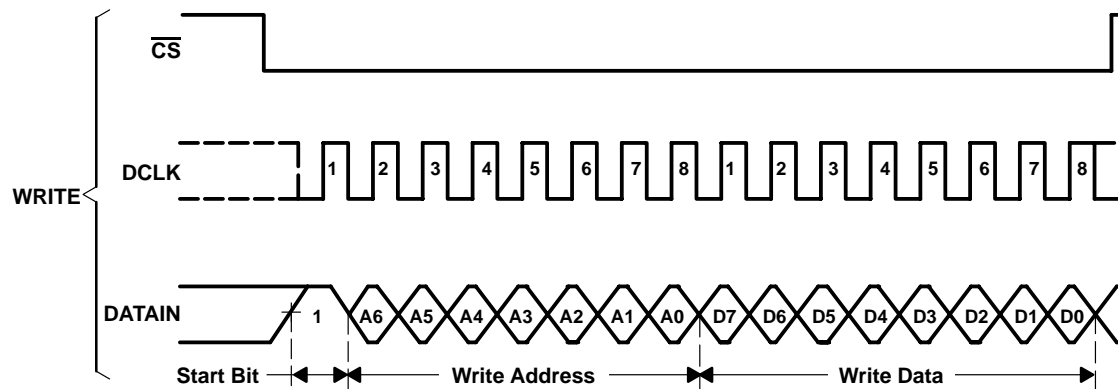 CS
1 2 3 4 5 6 7 8 1 2 3 4 5 6 7 8
DCLK
WRITE
DATAIN
1 A6 A5 A4 A3 A2 A1 A0 D7 D6 D5 D4 D3 D2 D1 D0
Start Bit Write Address Write Data